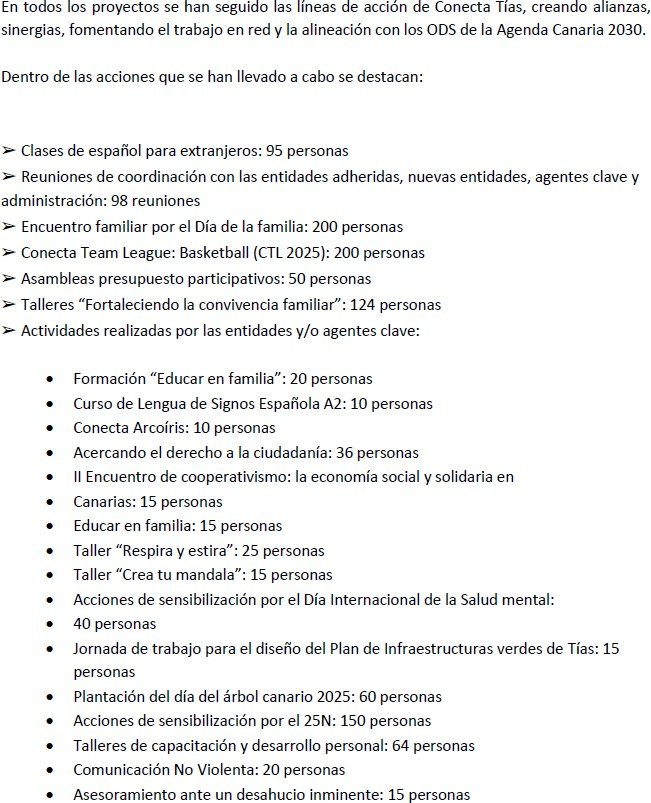 En todos los proyectos se han seguido las líneas de acción de Conecta Tías, creando alianzas,
sinergias, fomentando el trabajo en red y la alineación con los ODS de la Agenda Canaria 2030.
Dentro de las acciones que se han llevado a cabo se destacan:
➢ Clases de español para extranjeros: 95 personas
➢ Reuniones de coordinación con las entidades adheridas, nuevas entidades, agentes clave y
administración: 98 reuniones
➢ Encuentro familiar por el Día de la familia: 200 personas
➢ Conecta Team League: Basketball (CTL 2025): 200 personas
➢ Asambleas presupuesto participativos: 50 personas
➢ Talleres “Fortaleciendo la convivencia familiar”: 124 personas
➢ Actividades realizadas por las entidades y/o agentes clave:
• Formación “Educar en familia”: 20 personas
• Curso de Lengua de Signos Española A2: 10 personas
• Conecta Arcoíris: 10 personas
• Acercando el derecho a la ciudadanía: 36 personas
• II Encuentro de cooperativismo: la economía social y solidaria en
• Canarias: 15 personas
• Educar en familia: 15 personas
• Taller “Respira y estira”: 25 personas
• Taller “Crea tu mandala”: 15 personas
• Acciones de sensibilización por el Día Internacional de la Salud mental:
• 40 personas
• Jornada de trabajo para el diseño del Plan de Infraestructuras verdes de Tías: 15
personas
• Plantación del día del árbol canario 2025: 60 personas
• Acciones de sensibilización por el 25N: 150 personas
• Talleres de capacitación y desarrollo personal: 64 personas
• Comunicación No Violenta: 20 personas
• Asesoramiento ante un desahucio inminente: 15 personas